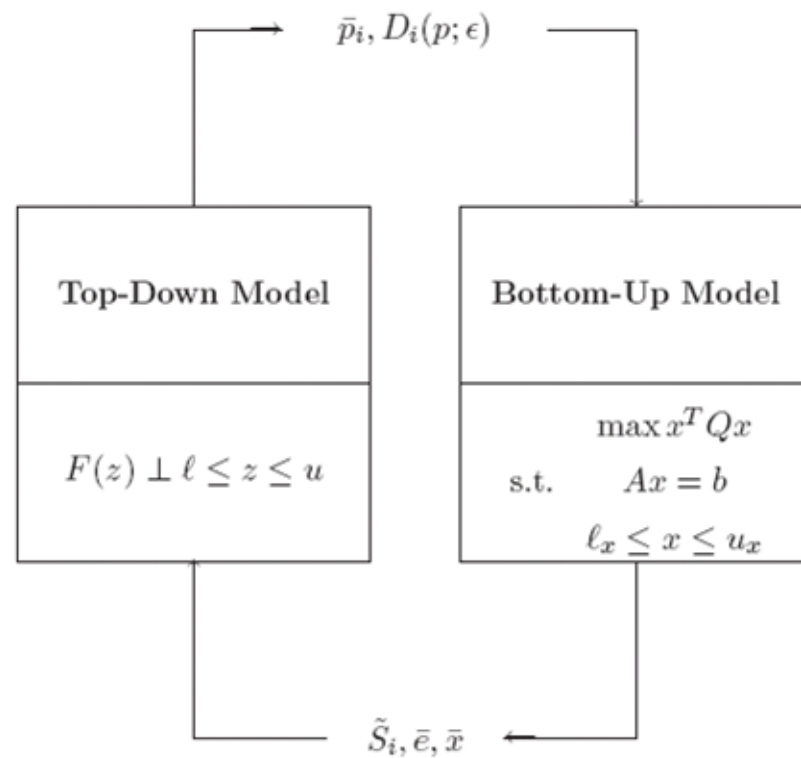 p̄ᵢ, Dᵢ(p; ϵ)
Top-Down Model
Bottom-Up Model
F(z) ⊥ ℓ ≤ z ≤ u
max xᵀQx
s.t. Ax = b
ℓₓ ≤ x ≤ uₓ
S̃ᵢ, ē, x̄